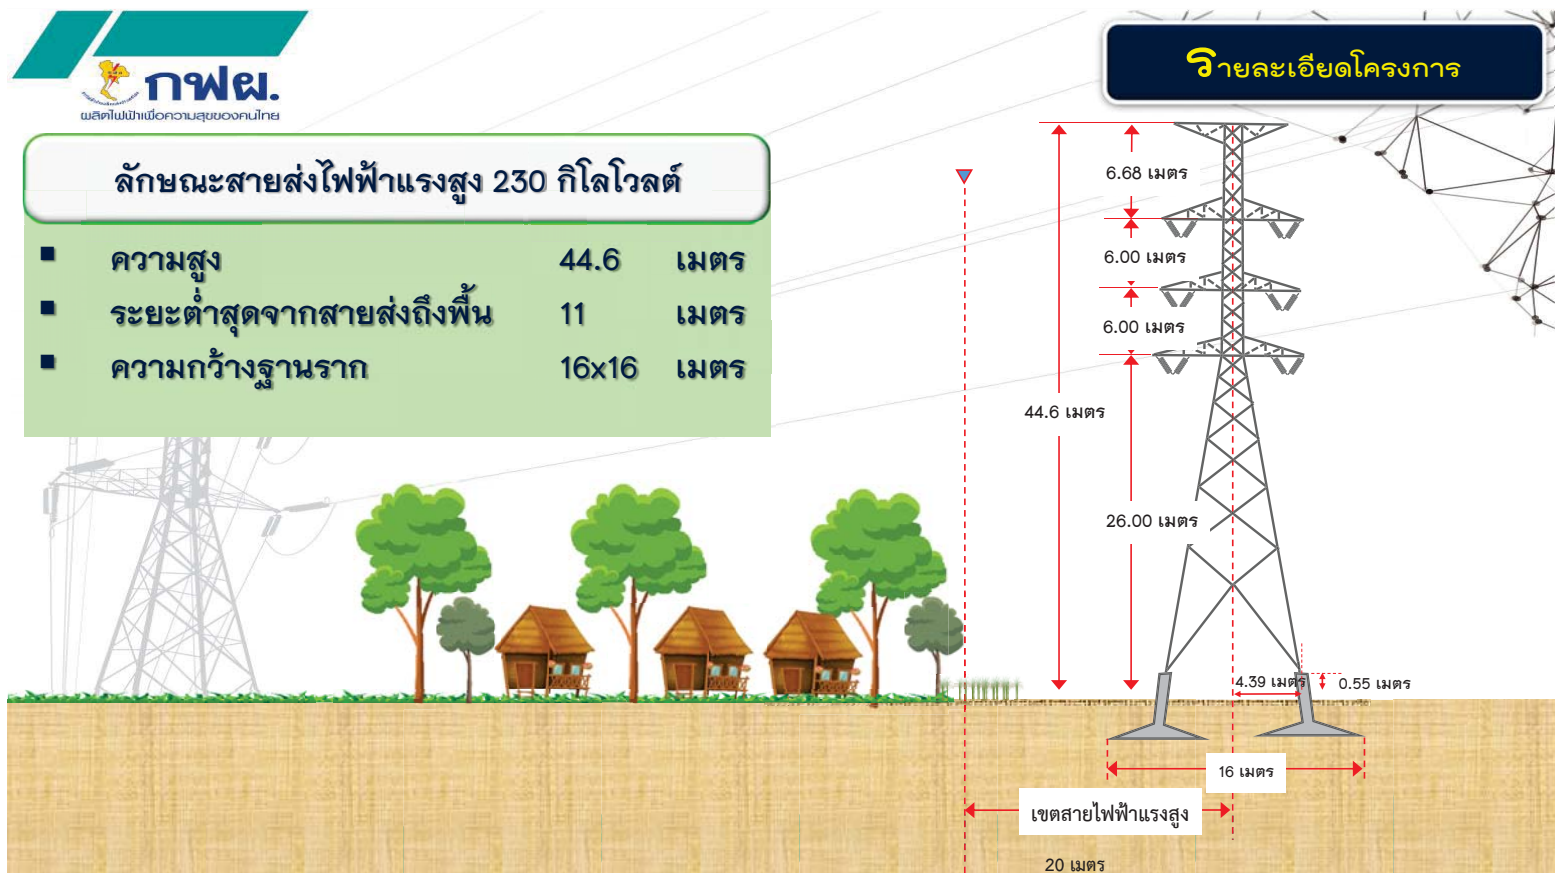 กฟผ.
ผลิตไฟฟ้าเพื่อความสุขของคนไทย
รายละเอียดโครงการ
ลักษณะสายส่งไฟฟ้าแรงสูง 230 กิโลโวลต์
▪ ความสูง 44.6 เมตร
▪ ระยะต่ำสุดจากสายส่งถึงพื้น 11 เมตร
▪ ความกว้างฐานราก 16x16 เมตร
6.68 เมตร
6.00 เมตร
6.00 เมตร
44.6 เมตร
26.00 เมตร
4.39 เมตร
0.55 เมตร
16 เมตร
เขตสายไฟฟ้าแรงสูง
20 เมตร